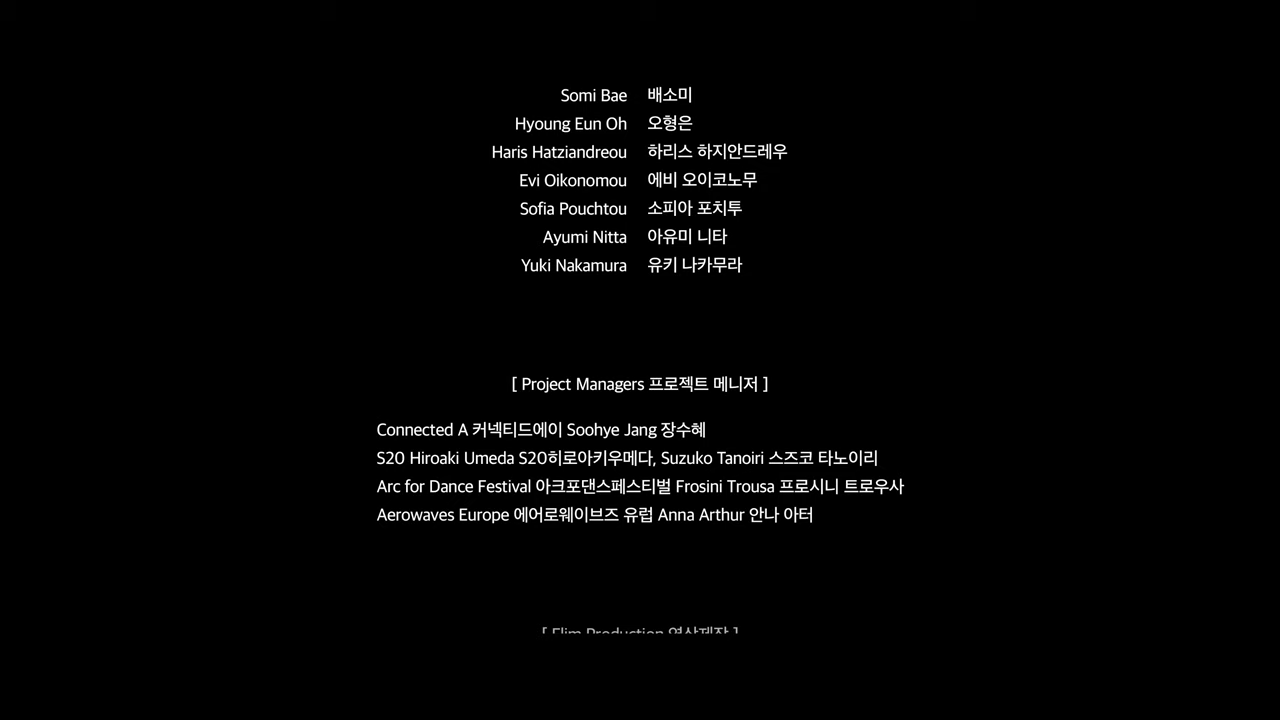 Somi Bae 배소미
Hyoung Eun Oh 오형은
Haris Hatziandreou 하리스 하지안드레우
Evi Oikonomou 에비 오이코노무
Sofia Pouchtou 소피아 포치투
Ayumi Nitta 아유미 니타
Yuki Nakamura 유키 나카무라
[ Project Managers 프로젝트 메니저 ]
Connected A 커넥티드에이 Soohye Jang 장수혜
S20 Hiroaki Umeda S20히로아키우메다, Suzuko Tanoiri 스즈코 타노이리
Arc for Dance Festival 아크포댄스페스티벌 Frosini Trousa 프로시니 트로우사
Aerowaves Europe 에어로웨이브즈 유럽 Anna Arthur 안나 아터
[ Production 영상제작 ]